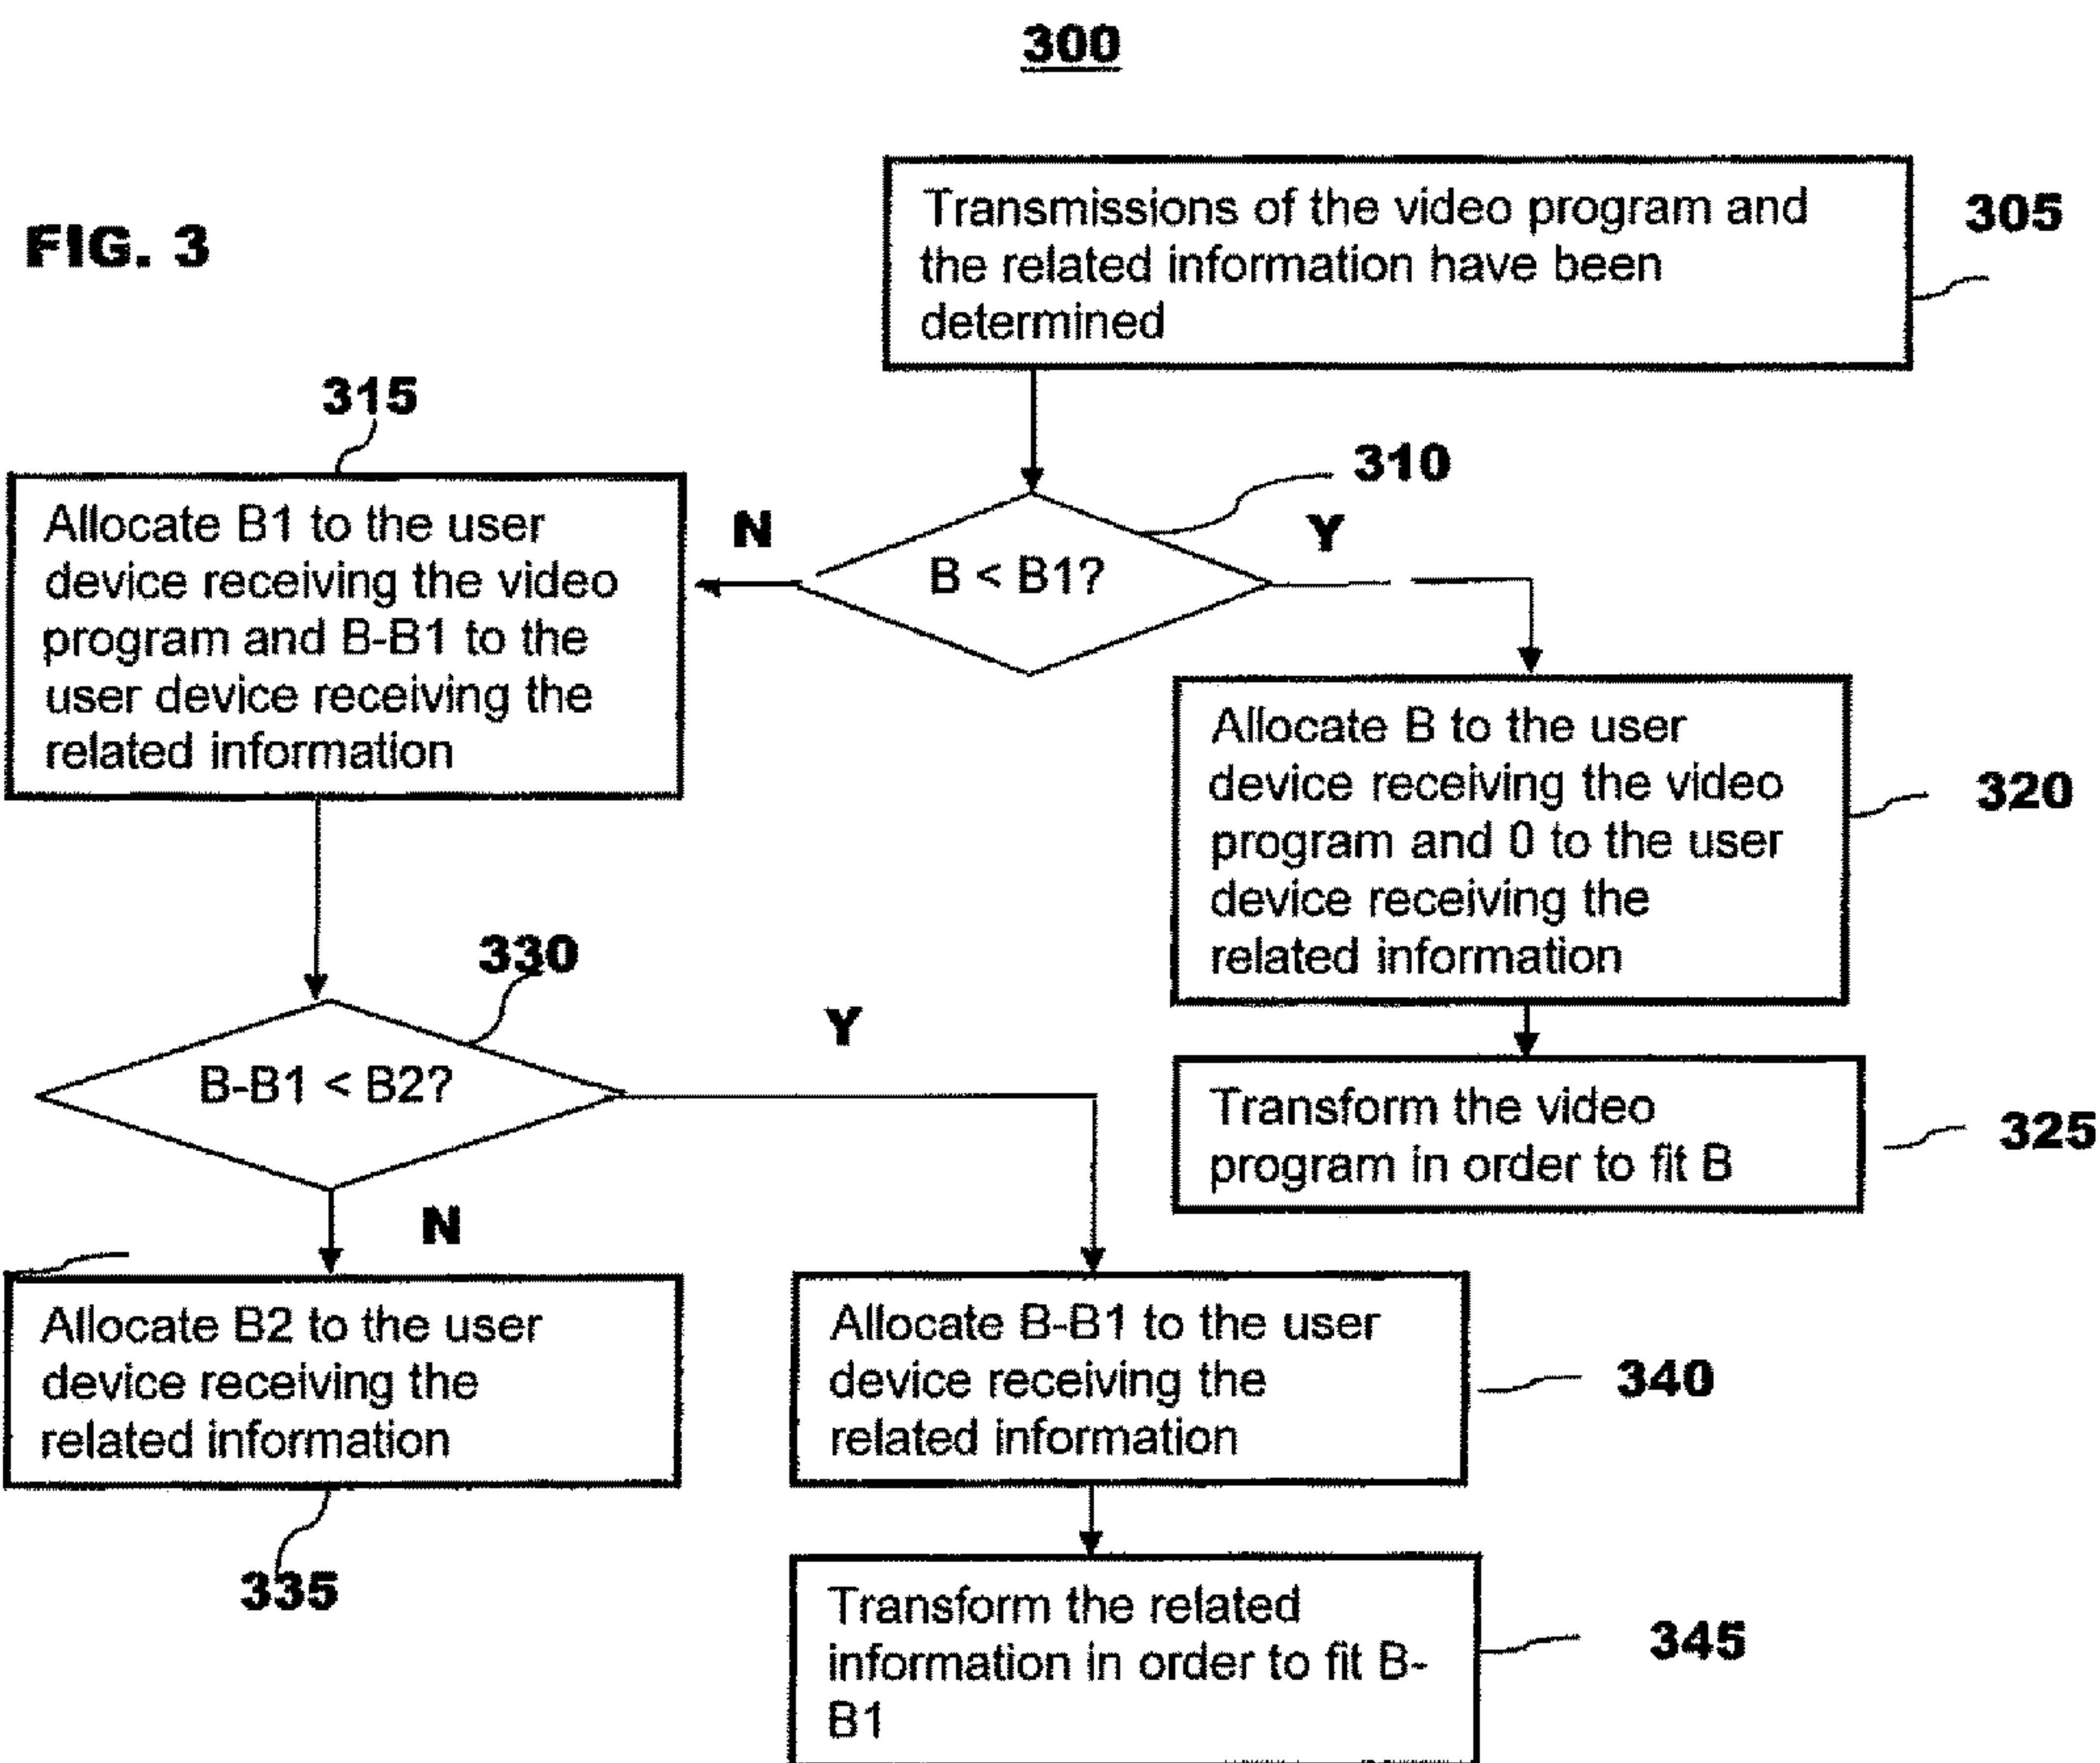 300
FIG. 3
Transmissions of the video program and
the related information have been
determined
305
315
310
Allocate B1 to the user
device receiving the video
program and B-B1 to the
user device receiving the
related information
N
B < B1?
Y
Allocate B to the user
device receiving the video
program and 0 to the user
device receiving the
related information
320
330
B-B1 < B2?
Y
Transform the video
program in order to fit B
325
N
Allocate B2 to the user
device receiving the
related information
335
Allocate B-B1 to the user
device receiving the
related information
340
Transform the related
information in order to fit B-
B1
345